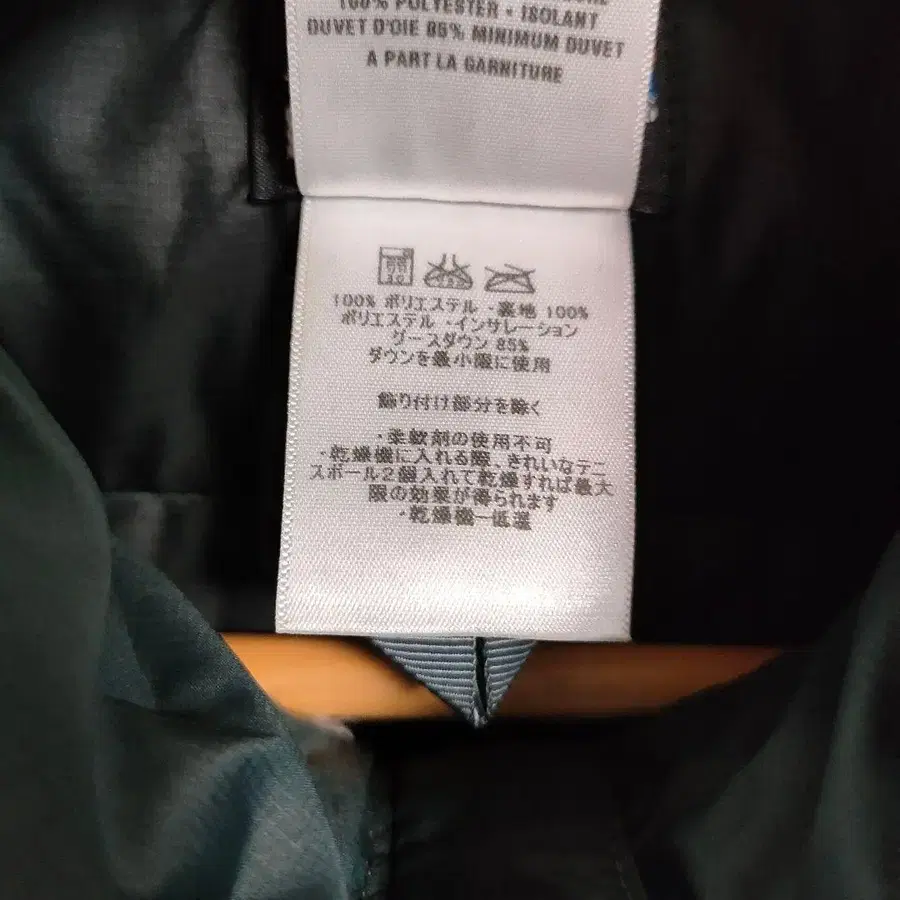 100% POLYESTER • ISOLANT
DUVET D'OIE 85% MINIMUM DUVET
A PART LA GARNITURE
100% ポリエステル ・裏地 100%
ポリエステル ・インサレーション
グースダウン 85%
ダウンを最小限に使用
飾り付け部分を除く
・柔軟剤の使用不可
・乾燥機に入れる際、きれいなテニ
スボール2個入れて乾燥すれば最大
限の効果が得られます
・乾燥機ー低温